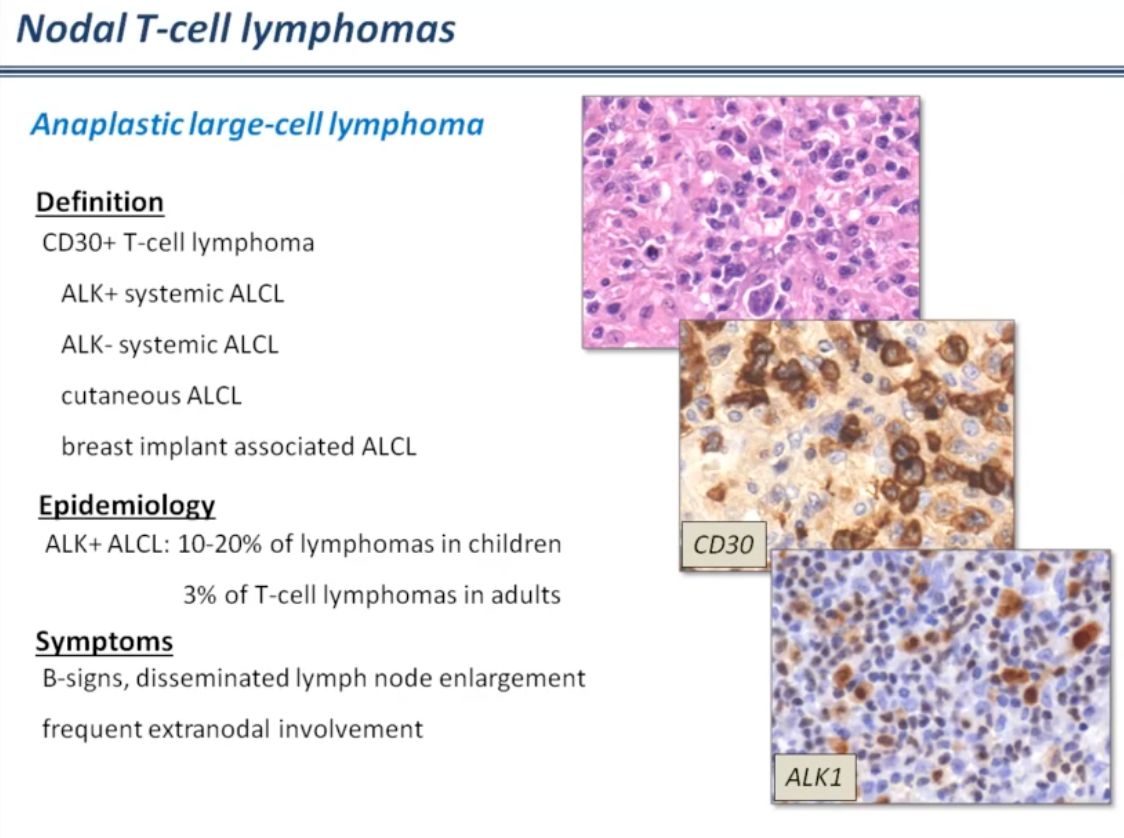 Nodal T-cell lymphomas
Anaplastic large-cell lymphoma
Definition
CD30+ T-cell lymphoma
ALK+ systemic ALCL
ALK- systemic ALCL
cutaneous ALCL
breast implant associated ALCL
Epidemiology
ALK+ ALCL: 10-20% of lymphomas in children
3% of T-cell lymphomas in adults
Symptoms
B-signs, disseminated lymph node enlargement
frequent extranodal involvement
CD30
ALK1